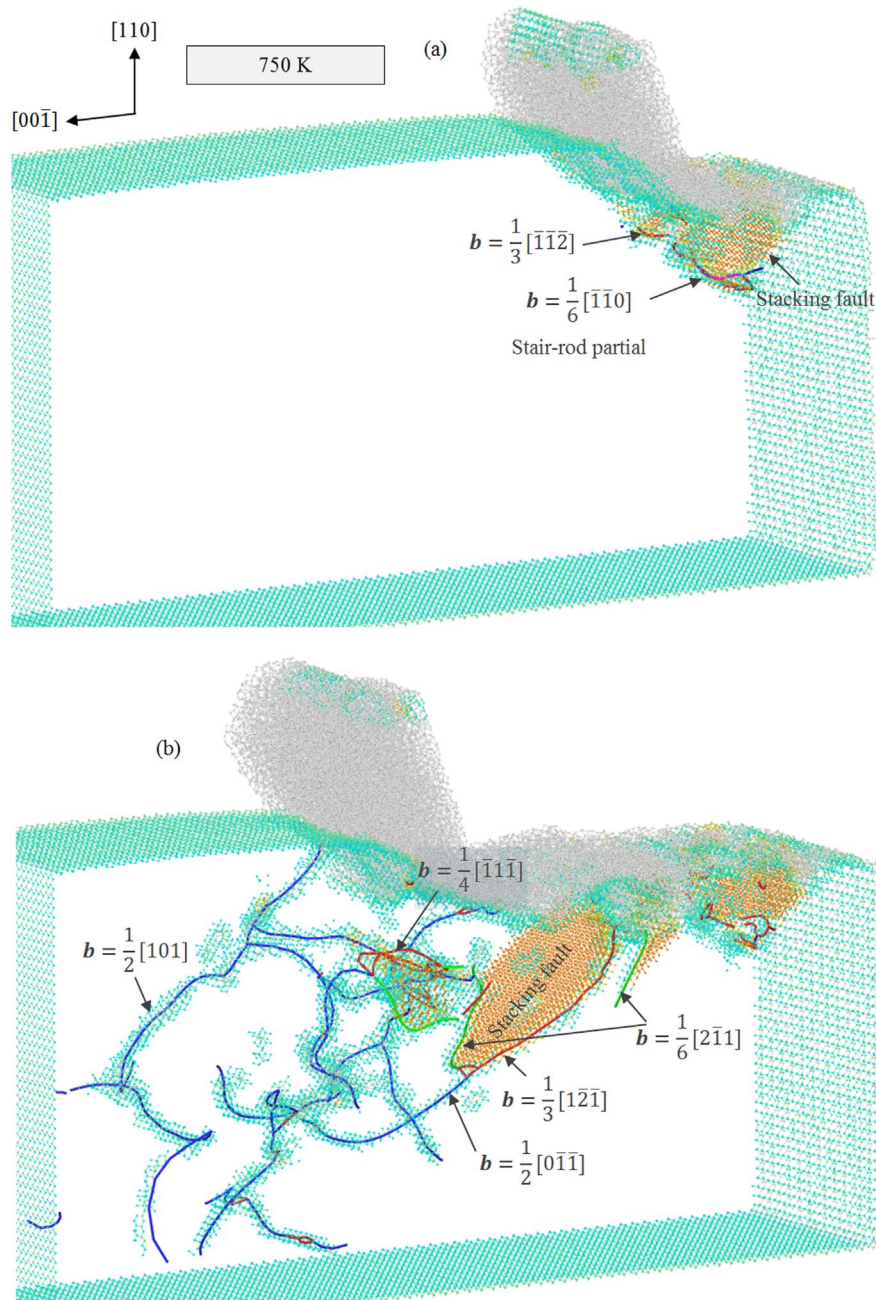 [110]
750 K
(a)
[001̅]
𝒃 = 1/3 [1̅1̅2̅]
𝒃 = 1/6 [1̅1̅0]
Stacking fault
Stair-rod partial
(b)
𝒃 = 1/4 [1̅11̅]
𝒃 = 1/2 [101]
Stacking fault
𝒃 = 1/6 [21̅1]
𝒃 = 1/3 [12̅1̅]
𝒃 = 1/2 [01̅1̅]